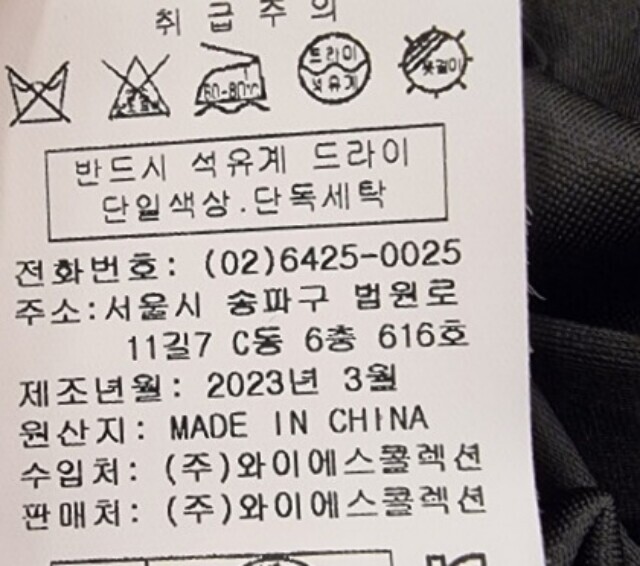 취급주의
60-80℃
드라이
석유계
옷걸이
반드시 석유계 드라이
단일색상.단독세탁
전화번호: (02)6425-0025
주소:서울시 송파구 법원로
11길7 C동 6층 616호
제조년월: 2023년 3월
원산지: MADE IN CHINA
수입처: (주)와이에스콜렉션
판매처: (주)와이에스콜렉션